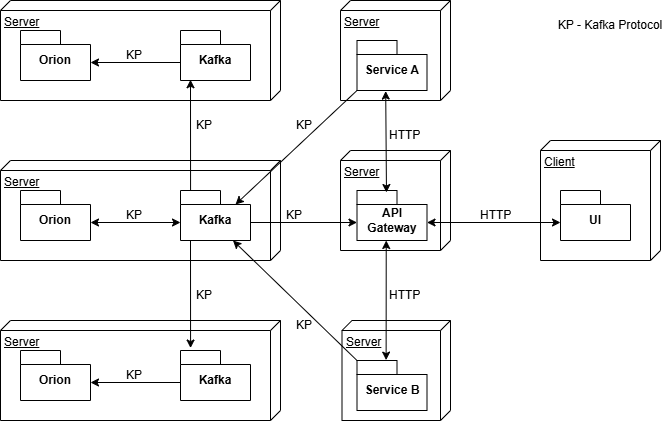 Server
Server
KP - Kafka Protocol
Orion
KP
Kafka
Service A
KP
KP
HTTP
Client
Server
Server
Orion
KP
Kafka
KP
API
Gateway
HTTP
UI
KP
HTTP
KP
Server
Server
Orion
KP
Kafka
Service B